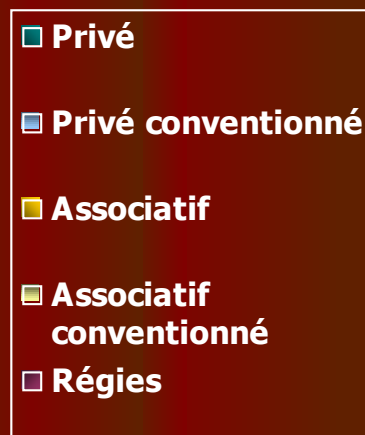 Privé
Privé conventionné
Associatif
Associatif
conventionné
Régies